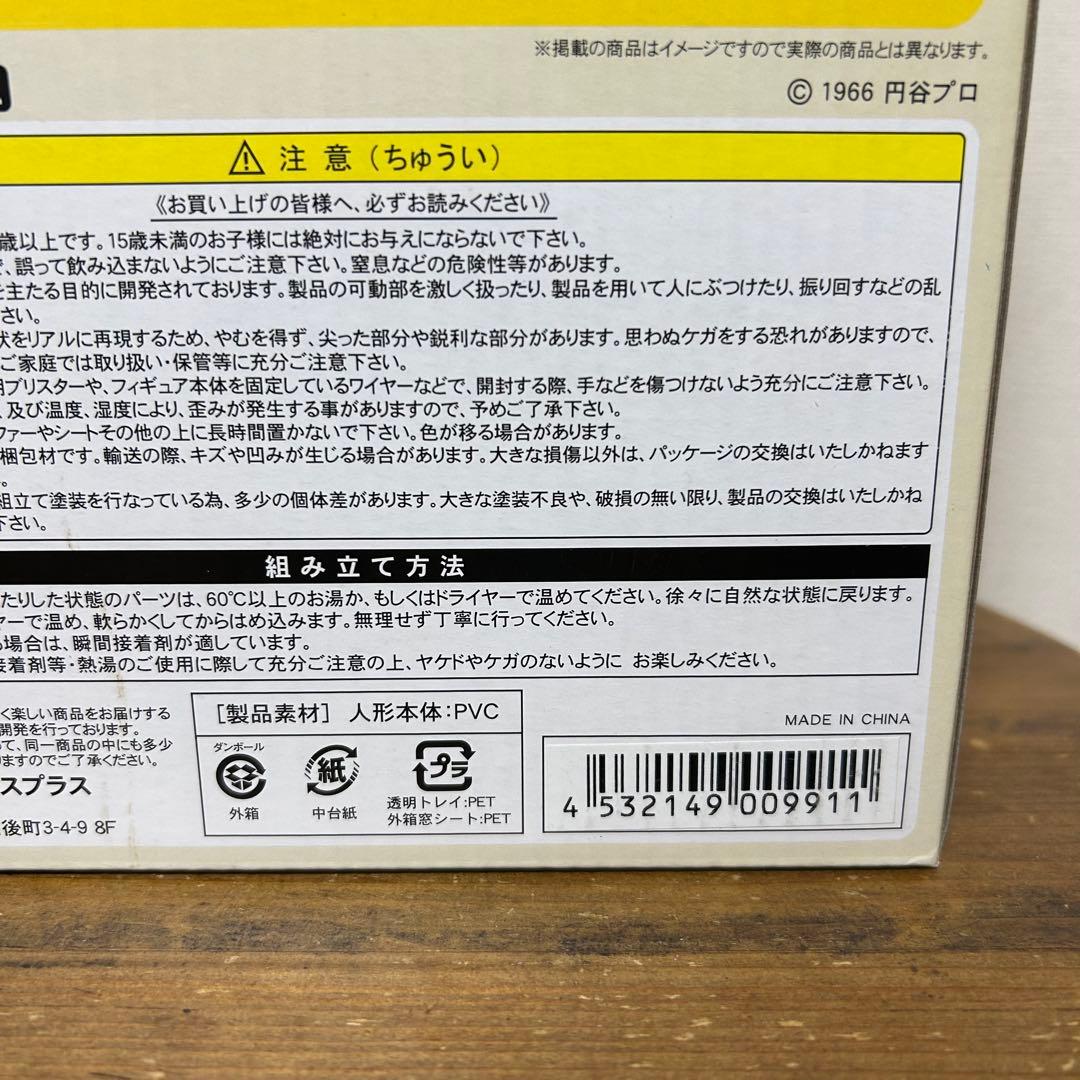 ※掲載の商品はイメージですので実際の商品とは異なります。
© 1966 円谷プロ
⚠ 注 意（ちゅうい）
《お買い上げの皆様へ、必ずお読みください》
歳以上です。15歳未満のお子様には絶対にお与えにならないで下さい。
で、誤って飲み込まないようにご注意下さい。窒息などの危険性等があります。
を主たる目的に開発されております。製品の可動部を激しく扱ったり、製品を用いて人にぶつけたり、振り回すなどの乱
さい。
状をリアルに再現するため、やむを得ず、尖った部分や鋭利な部分があります。思わぬケガをする恐れがありますので、
ご家庭では取り扱い・保管等に充分ご注意下さい。
用ブリスターや、フィギュア本体を固定しているワイヤーなどで、開封する際、手などを傷つけないよう充分にご注意下さい。
、及び温度、湿度により、歪みが発生する事がありますので、予めご了承下さい。
ファーやシートその他の上に長時間置かないで下さい。色が移る場合があります。
梱包材です。輸送の際、キズや凹みが生じる場合があります。大きな損傷以外は、パッケージの交換はいたしかねます
。
組立て塗装を行なっている為、多少の個体差があります。大きな塗装不良や、破損の無い限り、製品の交換はいたしかね
下さい。
組み立て方法
たりした状態のパーツは、60℃以上のお湯か、もしくはドライヤーで温めてください。徐々に自然な状態に戻ります。
ヤーで温め、軟らかくしてからはめ込みます。無理せず丁寧に行ってください。
る場合は、瞬間接着剤が適しています。
接着剤等・熱湯のご使用に際して充分ご注意の上、ヤケドやケガのないように お楽しみください。
く楽しい商品をお届けする
開発を行っております。
って、同一商品の中にも多少
りますのでご了承ください。
スプラス
後町3-4-9 8F
［製品素材］ 人形本体：PVC
ダンボール
外箱
紙
中台紙
プラ
透明トレイ：PET
外箱窓シート：PET
MADE IN CHINA
4 532149 009911